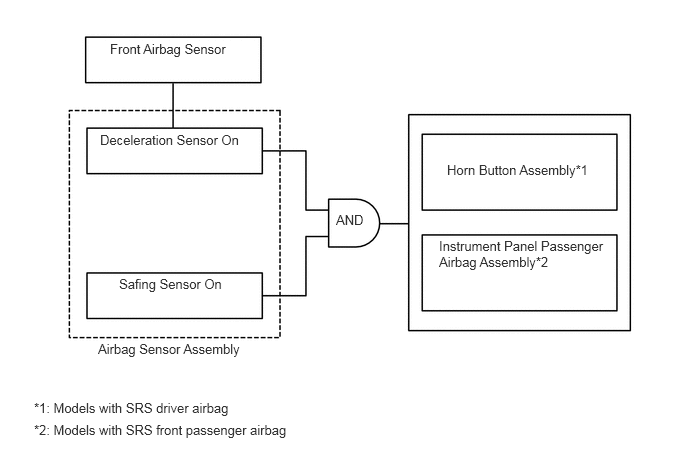 Front Airbag Sensor
Deceleration Sensor On
Safing Sensor On
Airbag Sensor Assembly
AND
Horn Button Assembly*1
Instrument Panel Passenger
Airbag Assembly*2
*1: Models with SRS driver airbag
*2: Models with SRS front passenger airbag